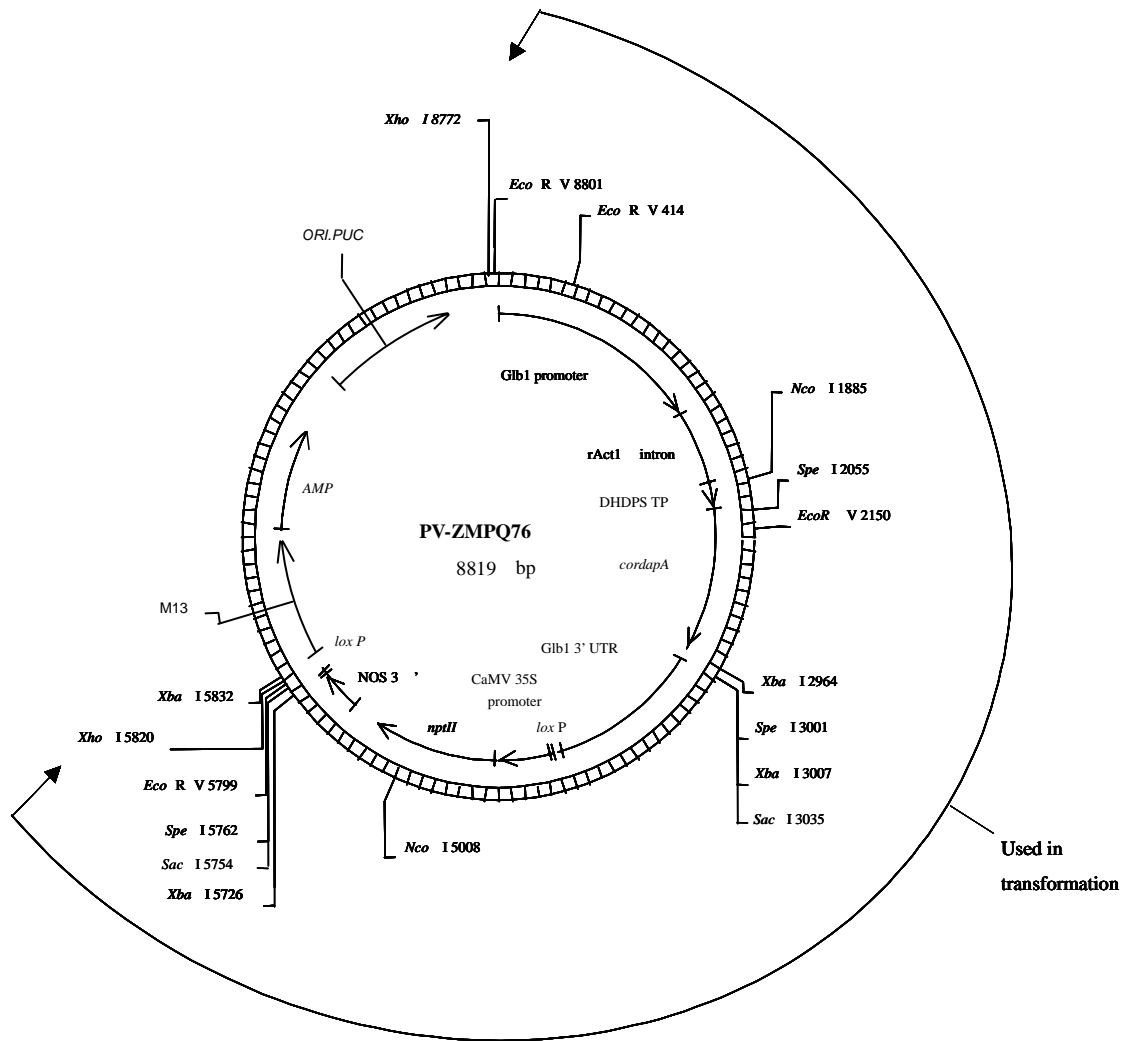 Xho I 8772
Eco R V 8801
Eco R V 414
ORI.PUC
Glb1 promoter
Nco I 1885
rAct1 intron
Spe I 2055
AMP
DHDPS TP
EcoR V 2150
PV-ZMPQ76
8819 bp
cordapA
M13
lox P
Glb1 3' UTR
NOS 3 '
CaMV 35S
promoter
Xba I 5832
Xba I 2964
nptII
lox P
Xho I 5820
Spe I 3001
Eco R V 5799
Xba I 3007
Spe I 5762
Sac I 3035
Sac I 5754
Nco I 5008
Xba I 5726
Used in
transformation